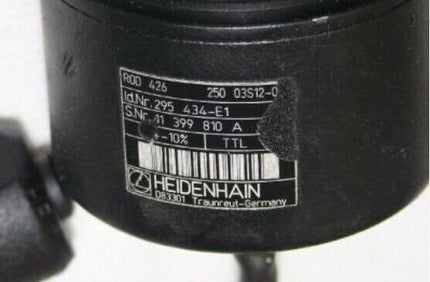 ROD 426 250 03S12-0
Id.Nr. 295 434-E1
S.Nr. 11 399 810 A
+-10% TTL
HEIDENHAIN
D83301 Traunreut-Germany